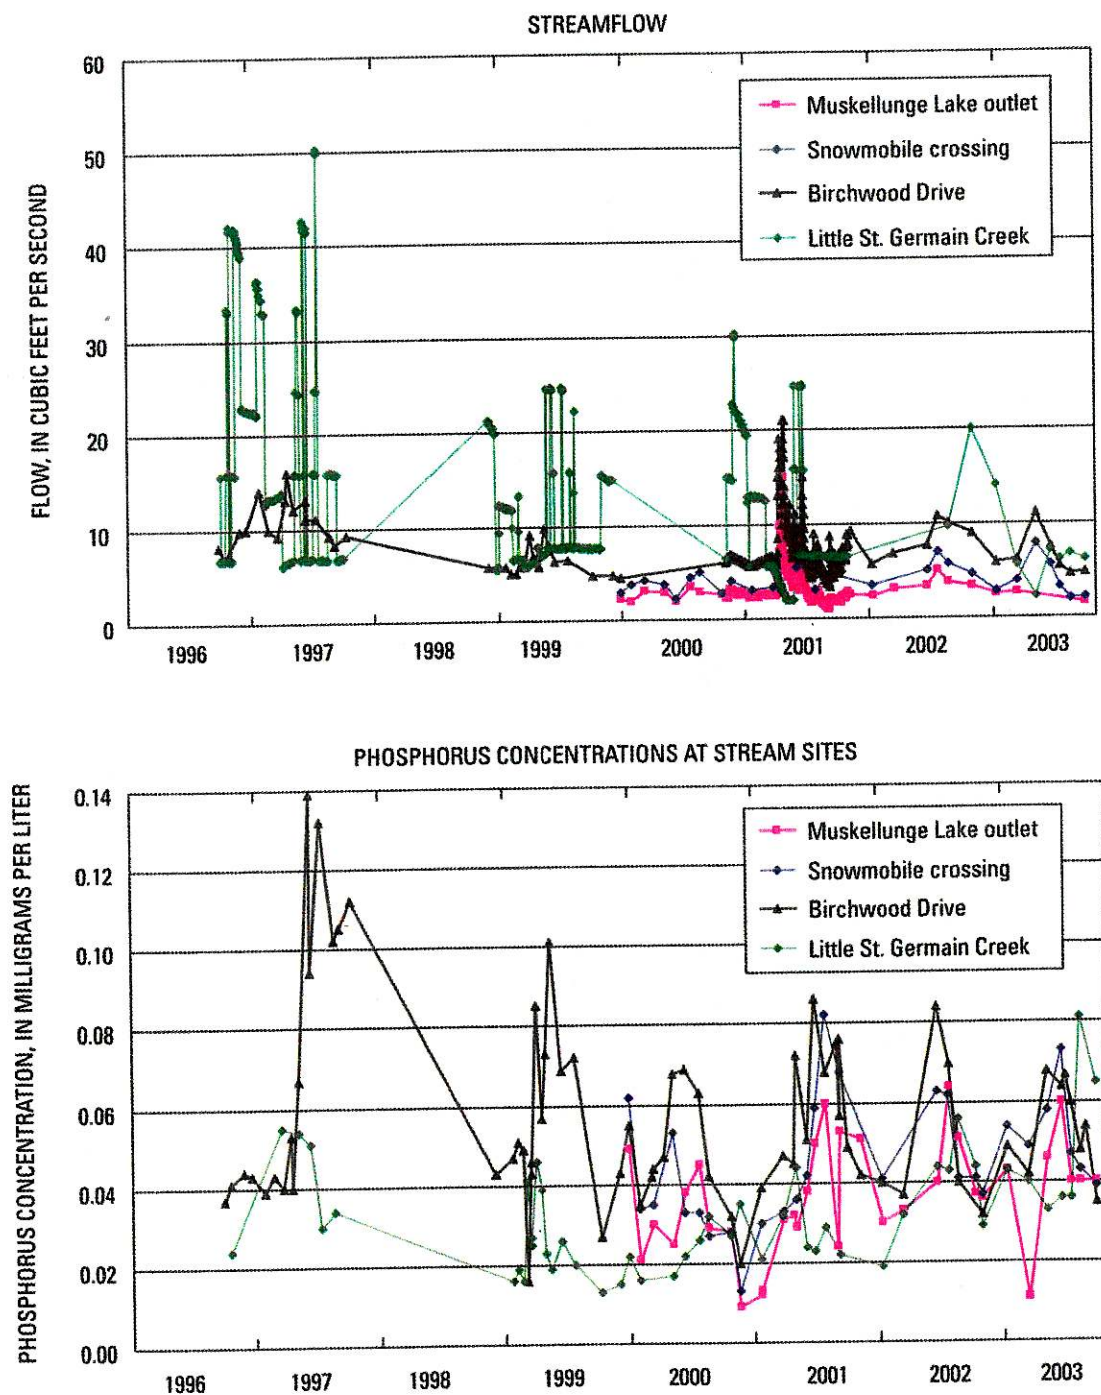 STREAMFLOW
FLOW, IN CUBIC FEET PER SECOND
60
50
40
30
20
10
0
Muskellunge Lake outlet
Snowmobile crossing
Birchwood Drive
Little St. Germain Creek
1996 1997 1998 1999 2000 2001 2002 2003
PHOSPHORUS CONCENTRATIONS AT STREAM SITES
PHOSPHORUS CONCENTRATION, IN MILLIGRAMS PER LITER
0.14
0.12
0.10
0.08
0.06
0.04
0.02
0.00
Muskellunge Lake outlet
Snowmobile crossing
Birchwood Drive
Little St. Germain Creek
1996 1997 1998 1999 2000 2001 2002 2003